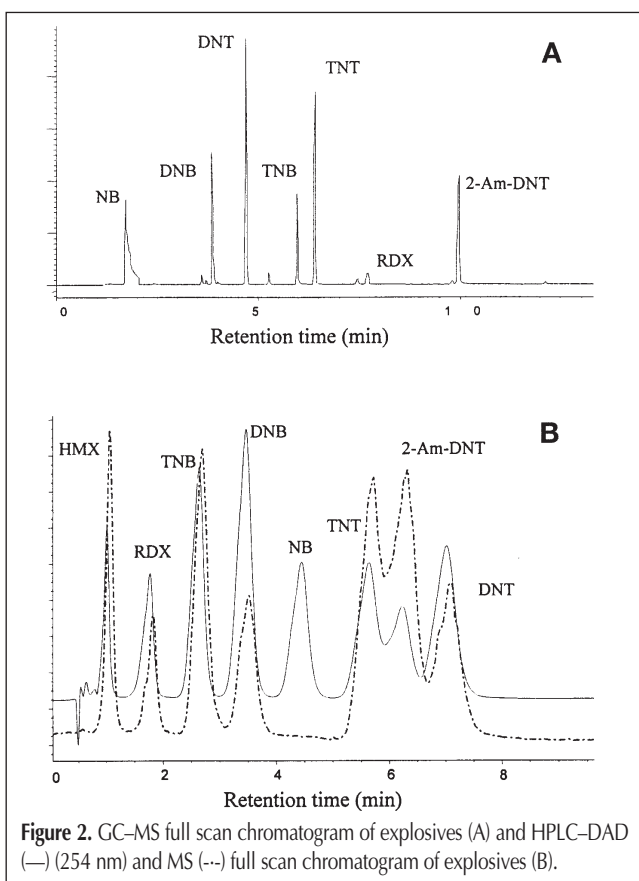 DNT
A
TNT
DNB
TNB
NB
2-Am-DNT
RDX
0 5 1 0
Retention time (min)
DNB
B
HMX
TNB
2-Am-DNT
RDX
NB
TNT
DNT
0 2 4 6 8
Retention time (min)
Figure 2. GC–MS full scan chromatogram of explosives (A) and HPLC–DAD
(—) (254 nm) and MS (-·-) full scan chromatogram of explosives (B).